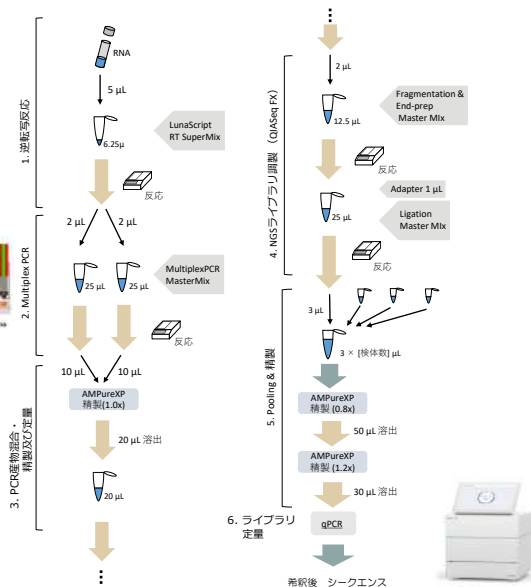 1. 逆転写反応
RNA
5 µL
6.25µ
LunaScript
RT SuperMix
反応
2. Multiplex PCR
2 µL
2 µL
25 µL
25 µL
MultiplexPCR
MasterMix
反応
3. PCR産物混合・
精製及び定量
10 µL
10 µL
AMPureXP
精製(1.0x)
20 µL 溶出
20 µL
⋮
⋮
4. NGSライブラリ調製（QIASeq FX）
2 µL
12.5 µL
Fragmentation &
End-prep
Master MIx
反応
Adapter 1 µL
25 µL
Ligation
Master MIx
反応
5. Pooling & 精製
3 µL
3 × [検体数] µL
AMPureXP
精製 (0.8x)
50 µL 溶出
AMPureXP
精製 (1.2x)
30 µL 溶出
6. ライブラリ
定量
qPCR
希釈後 シークエンス